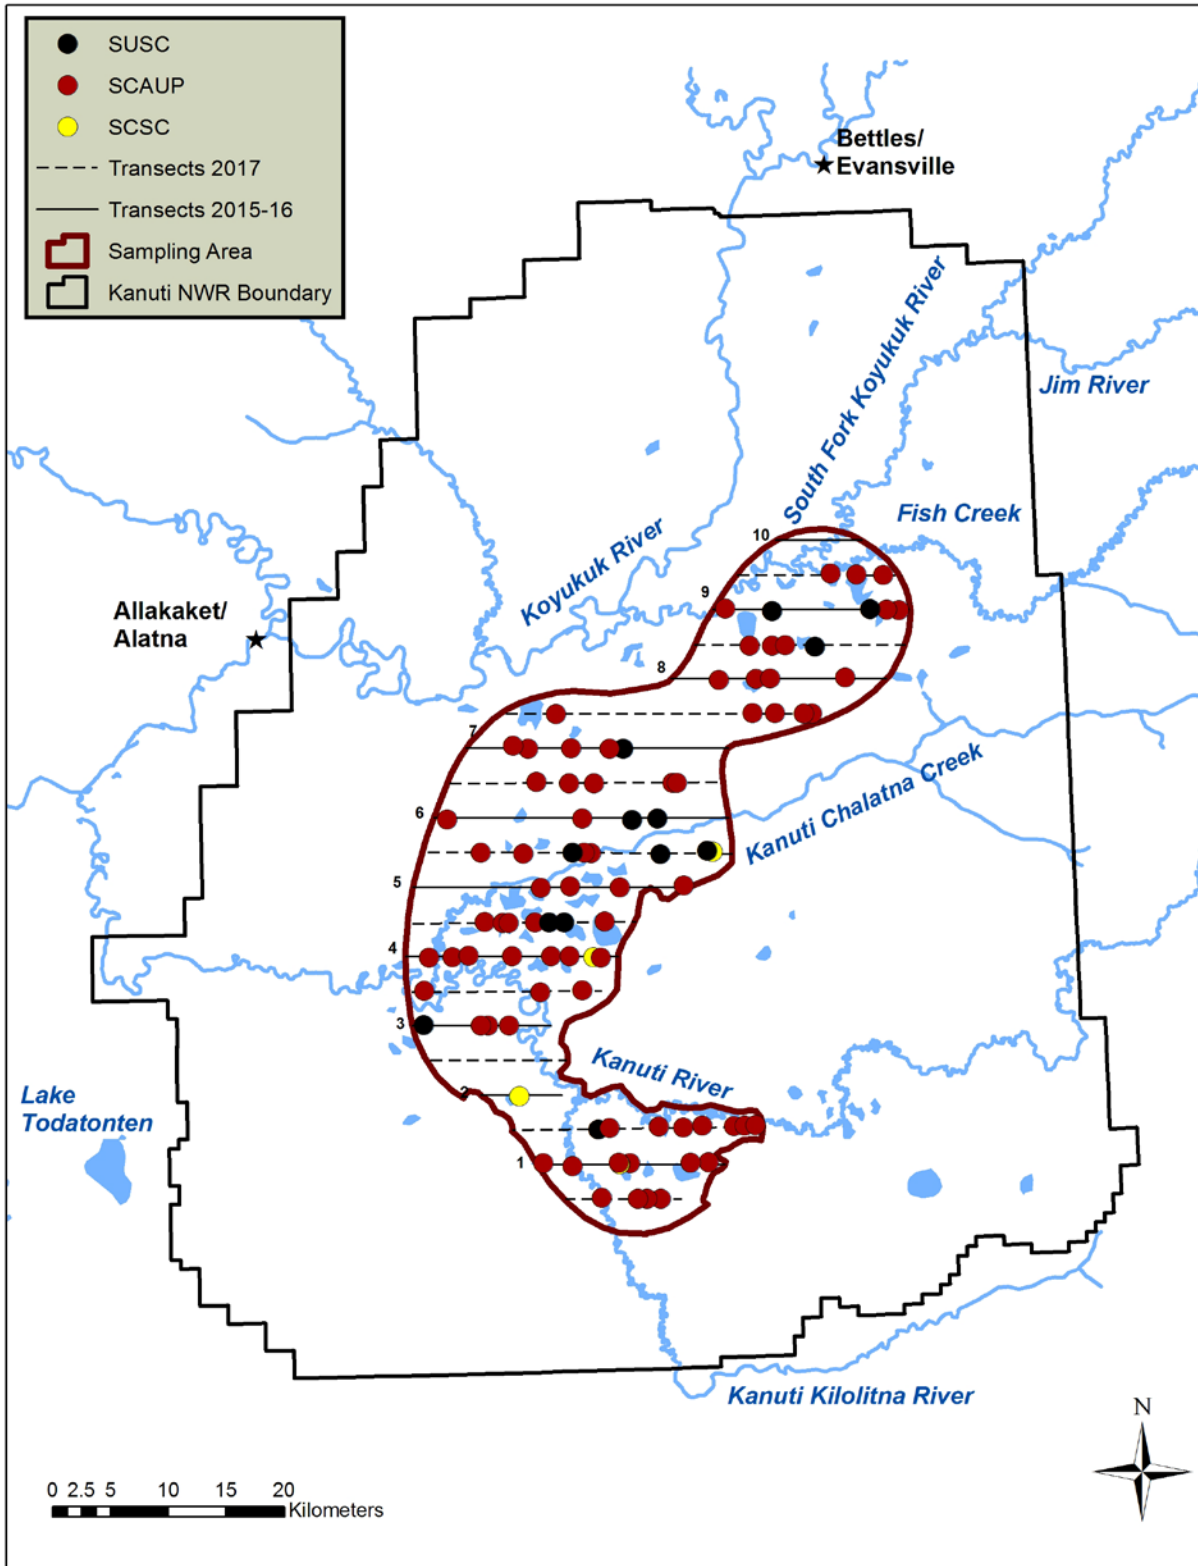 SUSC
SCAUP
SCSC
Transects 2017
Transects 2015-16
Sampling Area
Kanuti NWR Boundary
Bettles/
Evansville
South Fork Koyukuk River
Jim River
Fish Creek
Koyukuk River
Allakaket/
Alatna
10
9
8
7
Kanuti Chalatna Creek
6
5
4
3
Kanuti River
2
Lake
Todatonten
1
Kanuti Kilolitna River
N
0 2.5 5 10 15 20
Kilometers